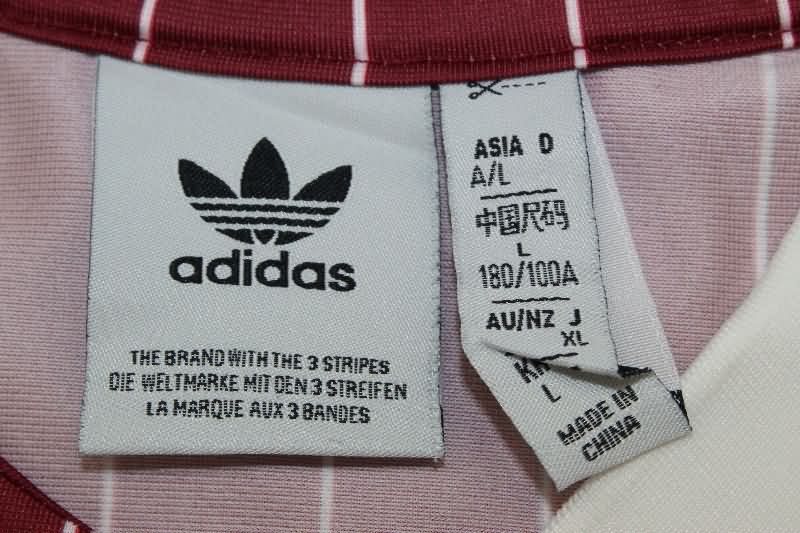 adidas
THE BRAND WITH THE 3 STRIPES
DIE WELTMARKE MIT DEN 3 STREIFEN
LA MARQUE AUX 3 BANDES
ASIA D
A/L
中国尺码
L
180/100A
AU/NZ J
XL
L
MADE IN
CHINA